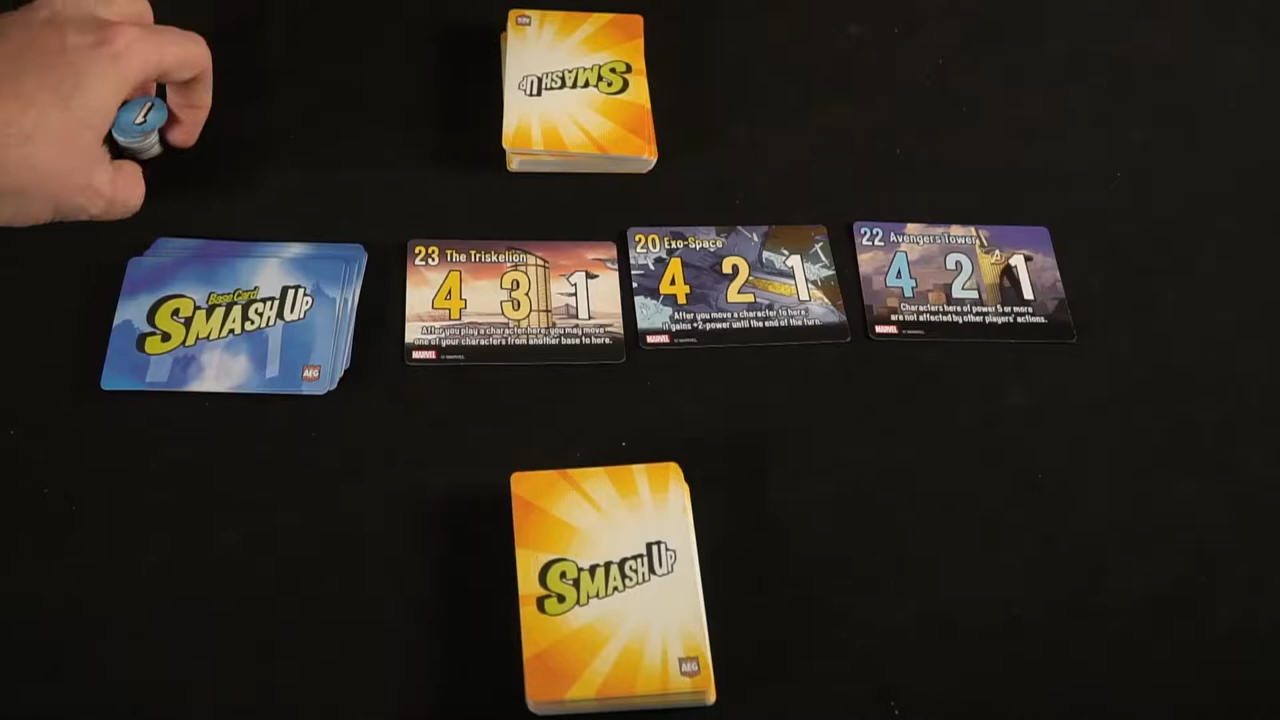 1
AEG
SMASH UP
Base Card
SMASH UP
AEG
23 The Triskelion
4 3 1
After you play a character here, you may move
one of your characters from another base to here.
MARVEL
20 Exo-Space
4 2 1
After you move a character to here,
it gains +2-power until the end of the turn.
MARVEL
22 Avengers Tower
4 2 1
Characters here of power 5 or more
are not affected by other players' actions.
MARVEL
SMASH UP
AEG